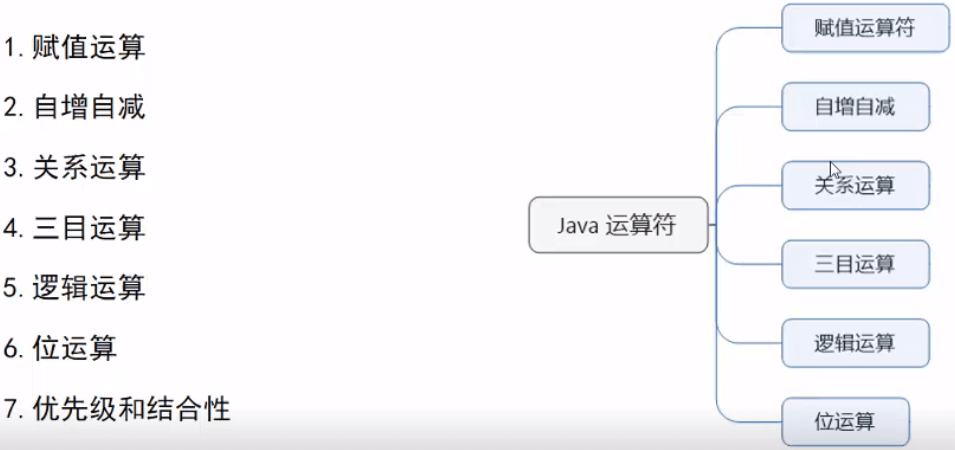 1.赋值运算
2.自增自减
3.关系运算
4.三目运算
5.逻辑运算
6.位运算
7.优先级和结合性
Java 运算符
赋值运算符
自增自减
关系运算
三目运算
逻辑运算
位运算